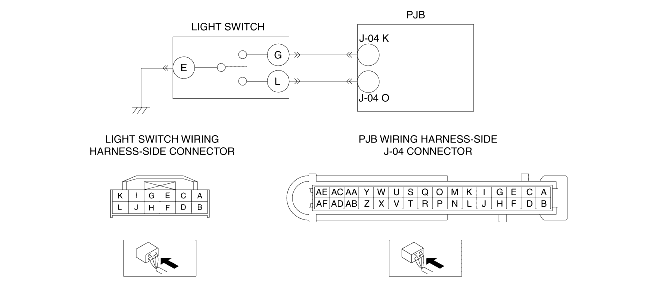 PJB
LIGHT SWITCH
J-04 K
G
E
L
J-04 O
LIGHT SWITCH WIRING
HARNESS-SIDE CONNECTOR
PJB WIRING HARNESS-SIDE
J-04 CONNECTOR
K I G E C A
L J H F D B
AE AC AA Y W U S Q O M K I G E C A
AF AD AB Z X V T R P N L J H F D B